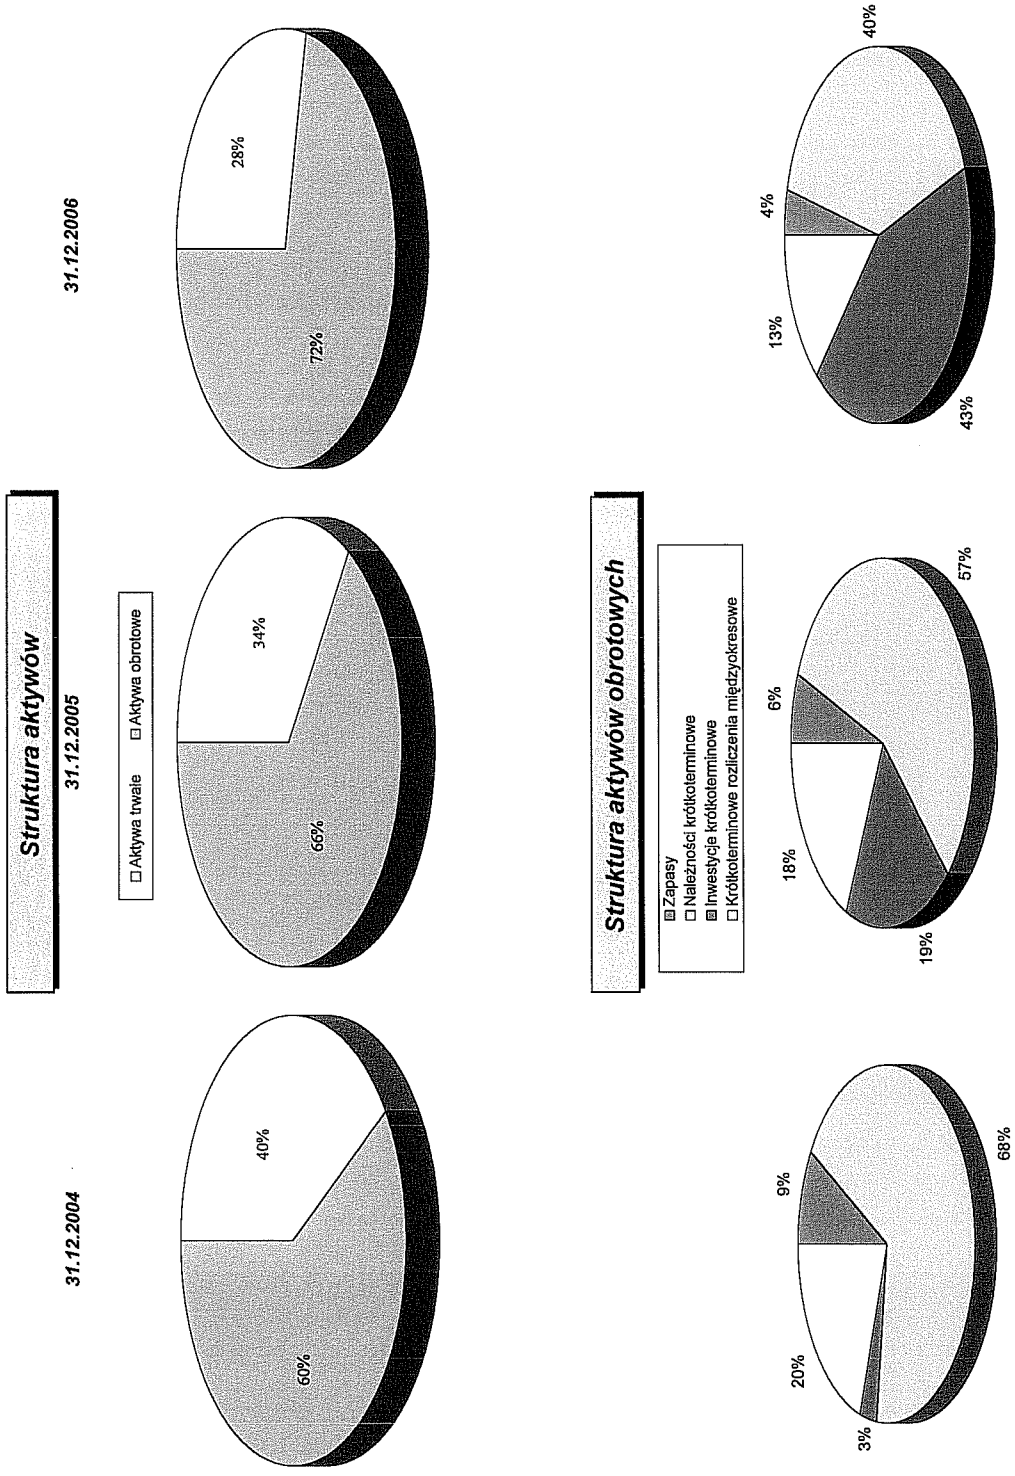 Struktura aktywów
31.12.2004
31.12.2005
31.12.2006
Aktywa trwałe
Aktywa obrotowe
40%
60%
34%
66%
28%
72%
Struktura aktywów obrotowych
Zapasy
Należności krótkoterminowe
Inwestycje krótkoterminowe
Krótkoterminowe rozliczenia międzyokresowe
9%
20%
3%
68%
6%
18%
19%
57%
4%
13%
43%
40%